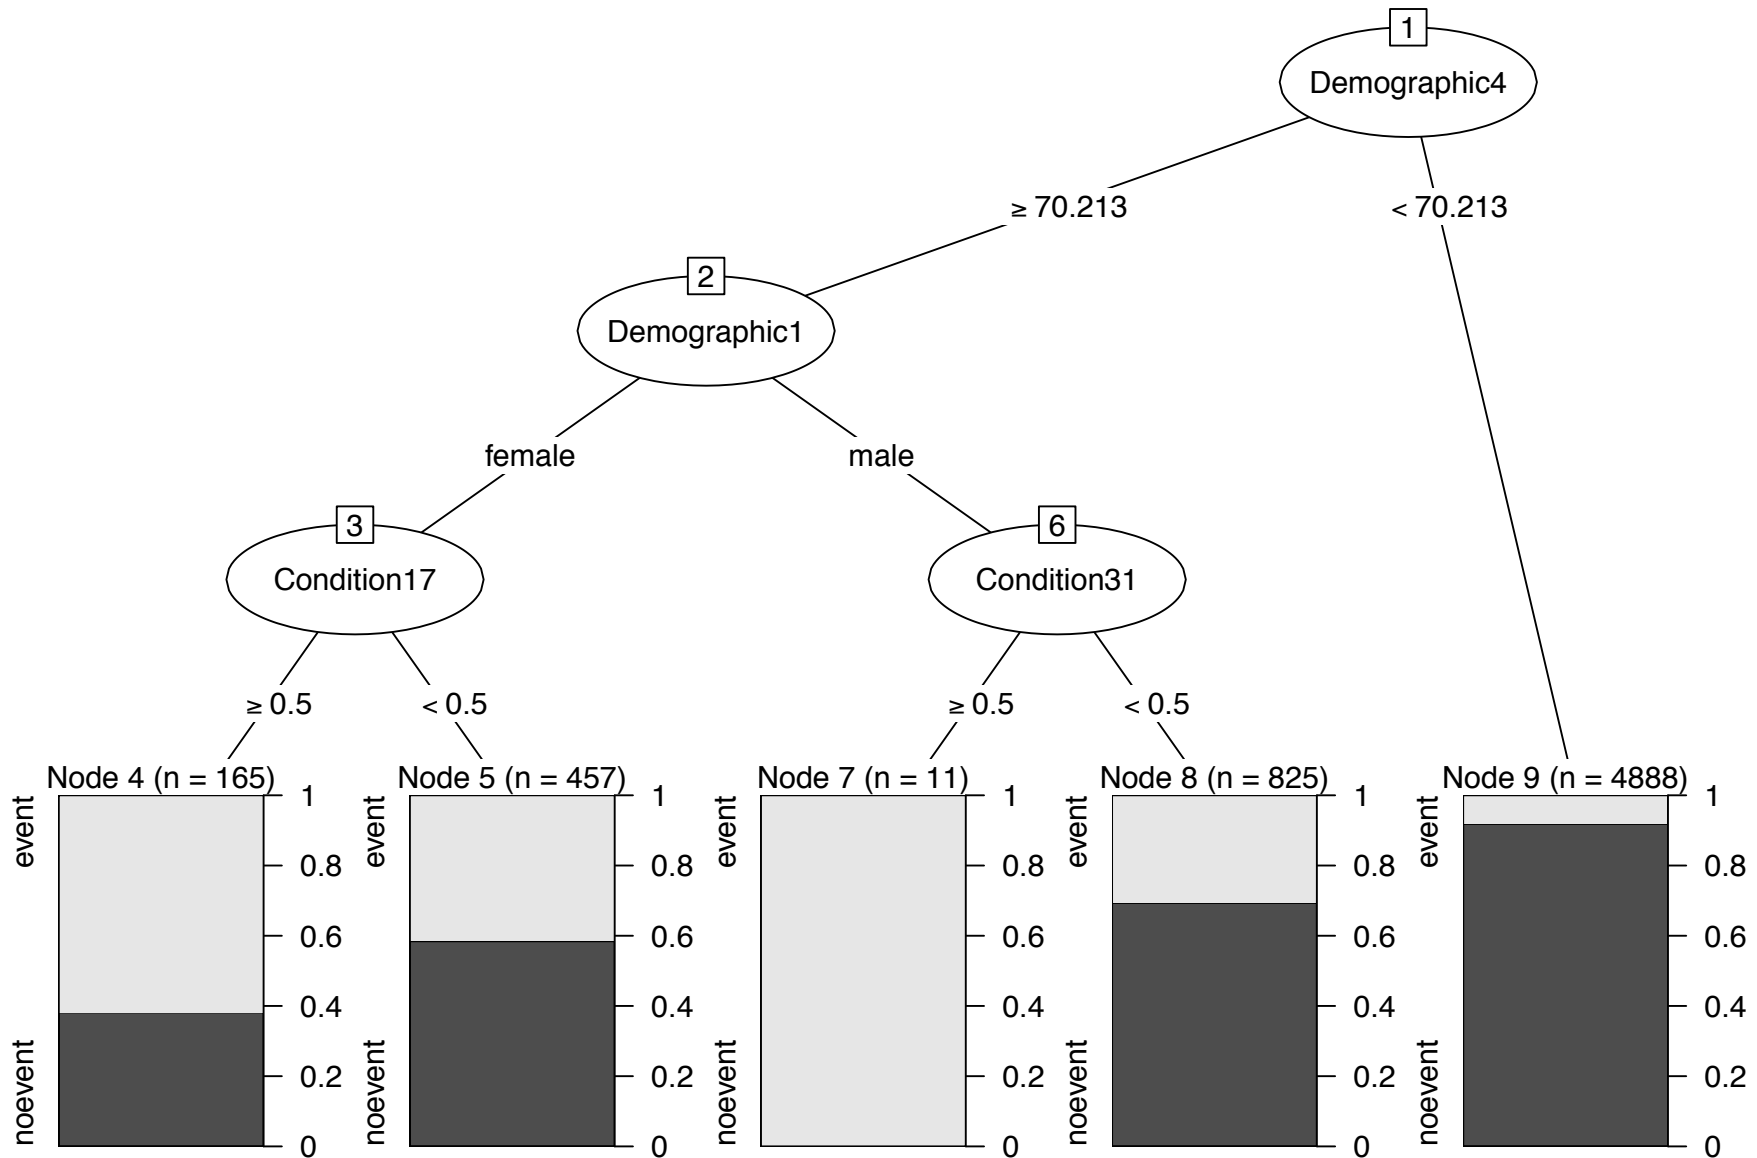 1
Demographic4
≥ 70.213
< 70.213
2
Demographic1
female
male
3
Condition17
6
Condition31
≥ 0.5
< 0.5
≥ 0.5
< 0.5
Node 4 (n = 165)
event
noevent
1
0.8
0.6
0.4
0.2
0
Node 5 (n = 457)
event
noevent
1
0.8
0.6
0.4
0.2
0
Node 7 (n = 11)
event
noevent
1
0.8
0.6
0.4
0.2
0
Node 8 (n = 825)
event
noevent
1
0.8
0.6
0.4
0.2
0
Node 9 (n = 4888)
event
noevent
1
0.8
0.6
0.4
0.2
0